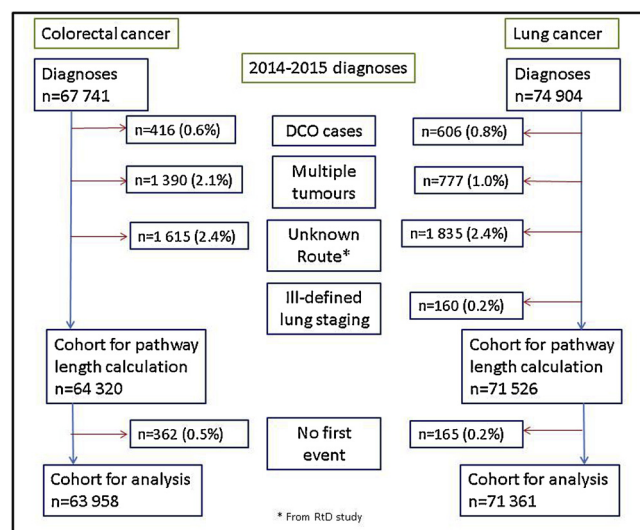 Colorectal cancer
Lung cancer
2014-2015 diagnoses
Diagnoses
n=67 741
Diagnoses
n=74 904
n=416 (0.6%)
DCO cases
n=606 (0.8%)
n=1 390 (2.1%)
Multiple
tumours
n=777 (1.0%)
n=1 615 (2.4%)
Unknown
Route*
n=1 835 (2.4%)
Ill-defined
lung staging
n=160 (0.2%)
Cohort for pathway
length calculation
n=64 320
Cohort for pathway
length calculation
n=71 526
n=362 (0.5%)
No first
event
n=165 (0.2%)
Cohort for analysis
n=63 958
Cohort for analysis
n=71 361
* From RtD study